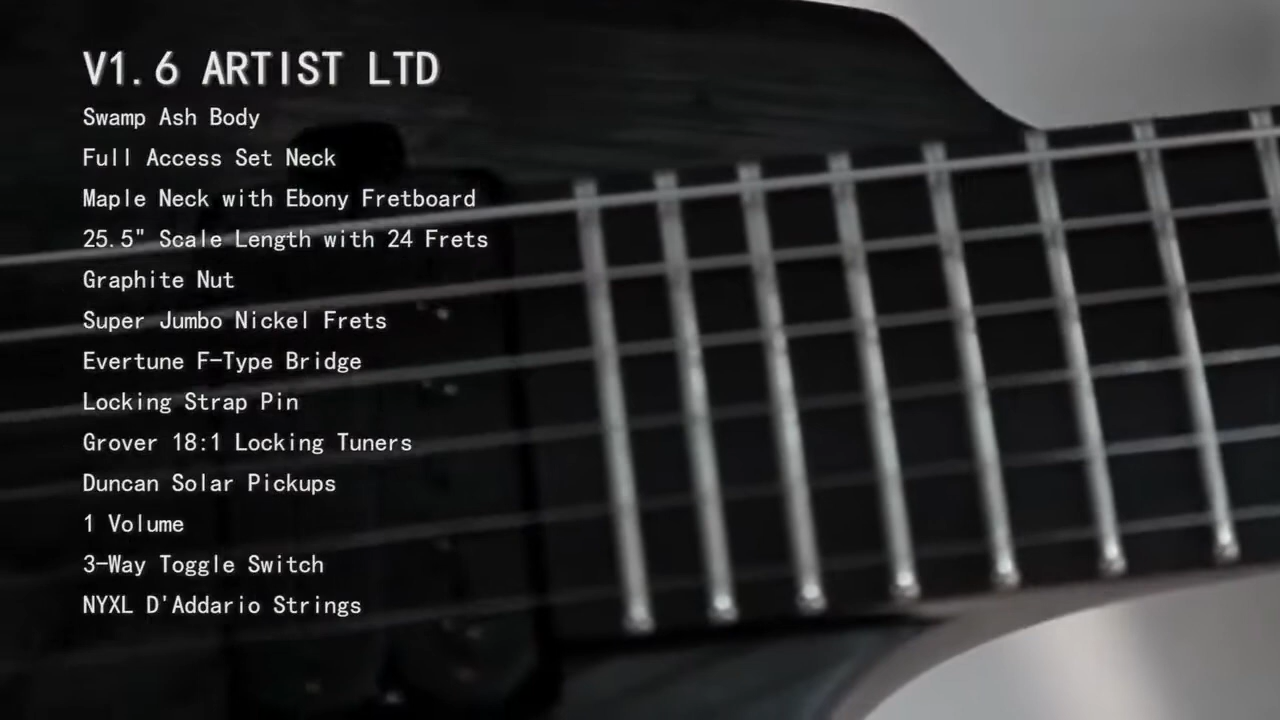 V1.6 ARTIST LTD
Swamp Ash Body
Full Access Set Neck
Maple Neck with Ebony Fretboard
25.5" Scale Length with 24 Frets
Graphite Nut
Super Jumbo Nickel Frets
Evertune F-Type Bridge
Locking Strap Pin
Grover 18:1 Locking Tuners
Duncan Solar Pickups
1 Volume
3-Way Toggle Switch
NYXL D'Addario Strings